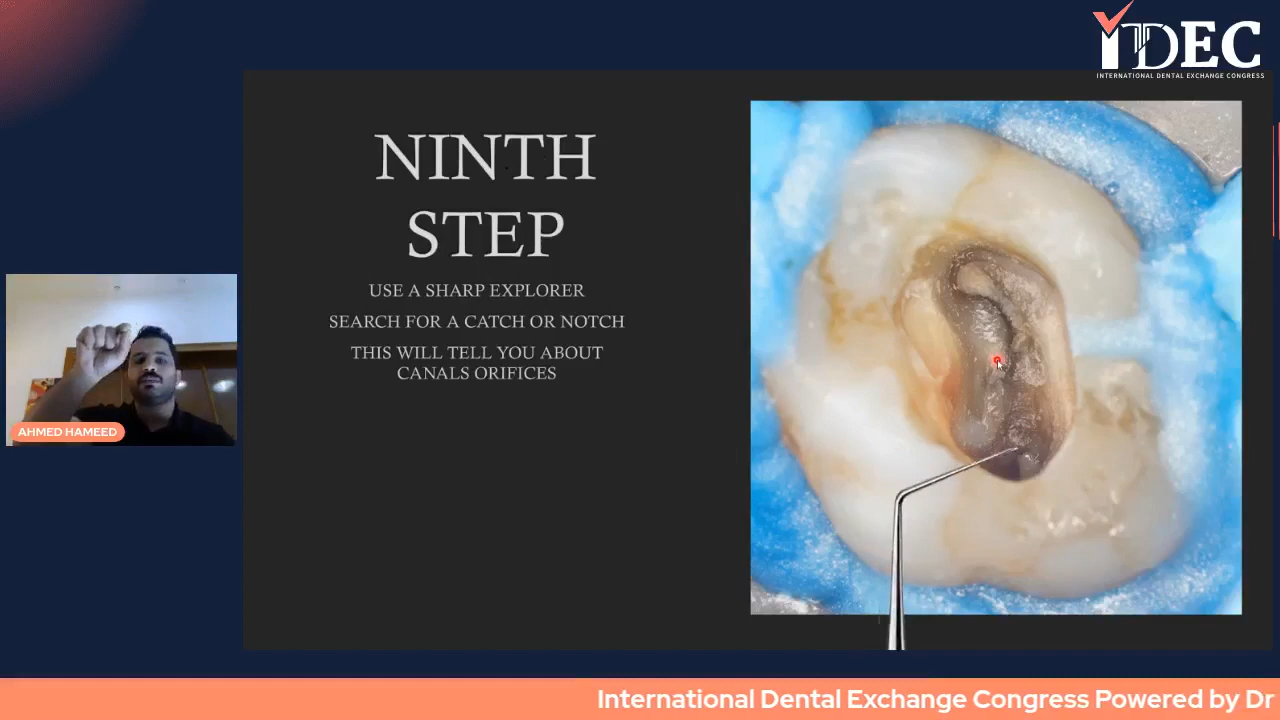 IDEC
INTERNATIONAL DENTAL EXCHANGE CONGRESS
NINTH
STEP
USE A SHARP EXPLORER
SEARCH FOR A CATCH OR NOTCH
THIS WILL TELL YOU ABOUT
CANALS ORIFICES
AHMED HAMEED
International Dental Exchange Congress Powered by Dr